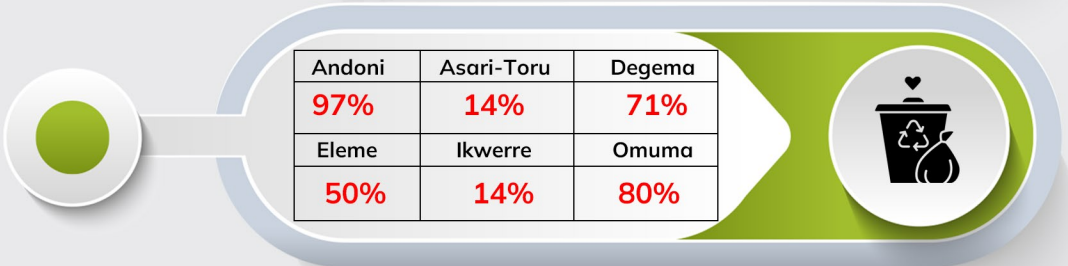 Andoni Asari-Toru Degema
97% 14% 71%
Eleme Ikwerre Omuma
50% 14% 80%